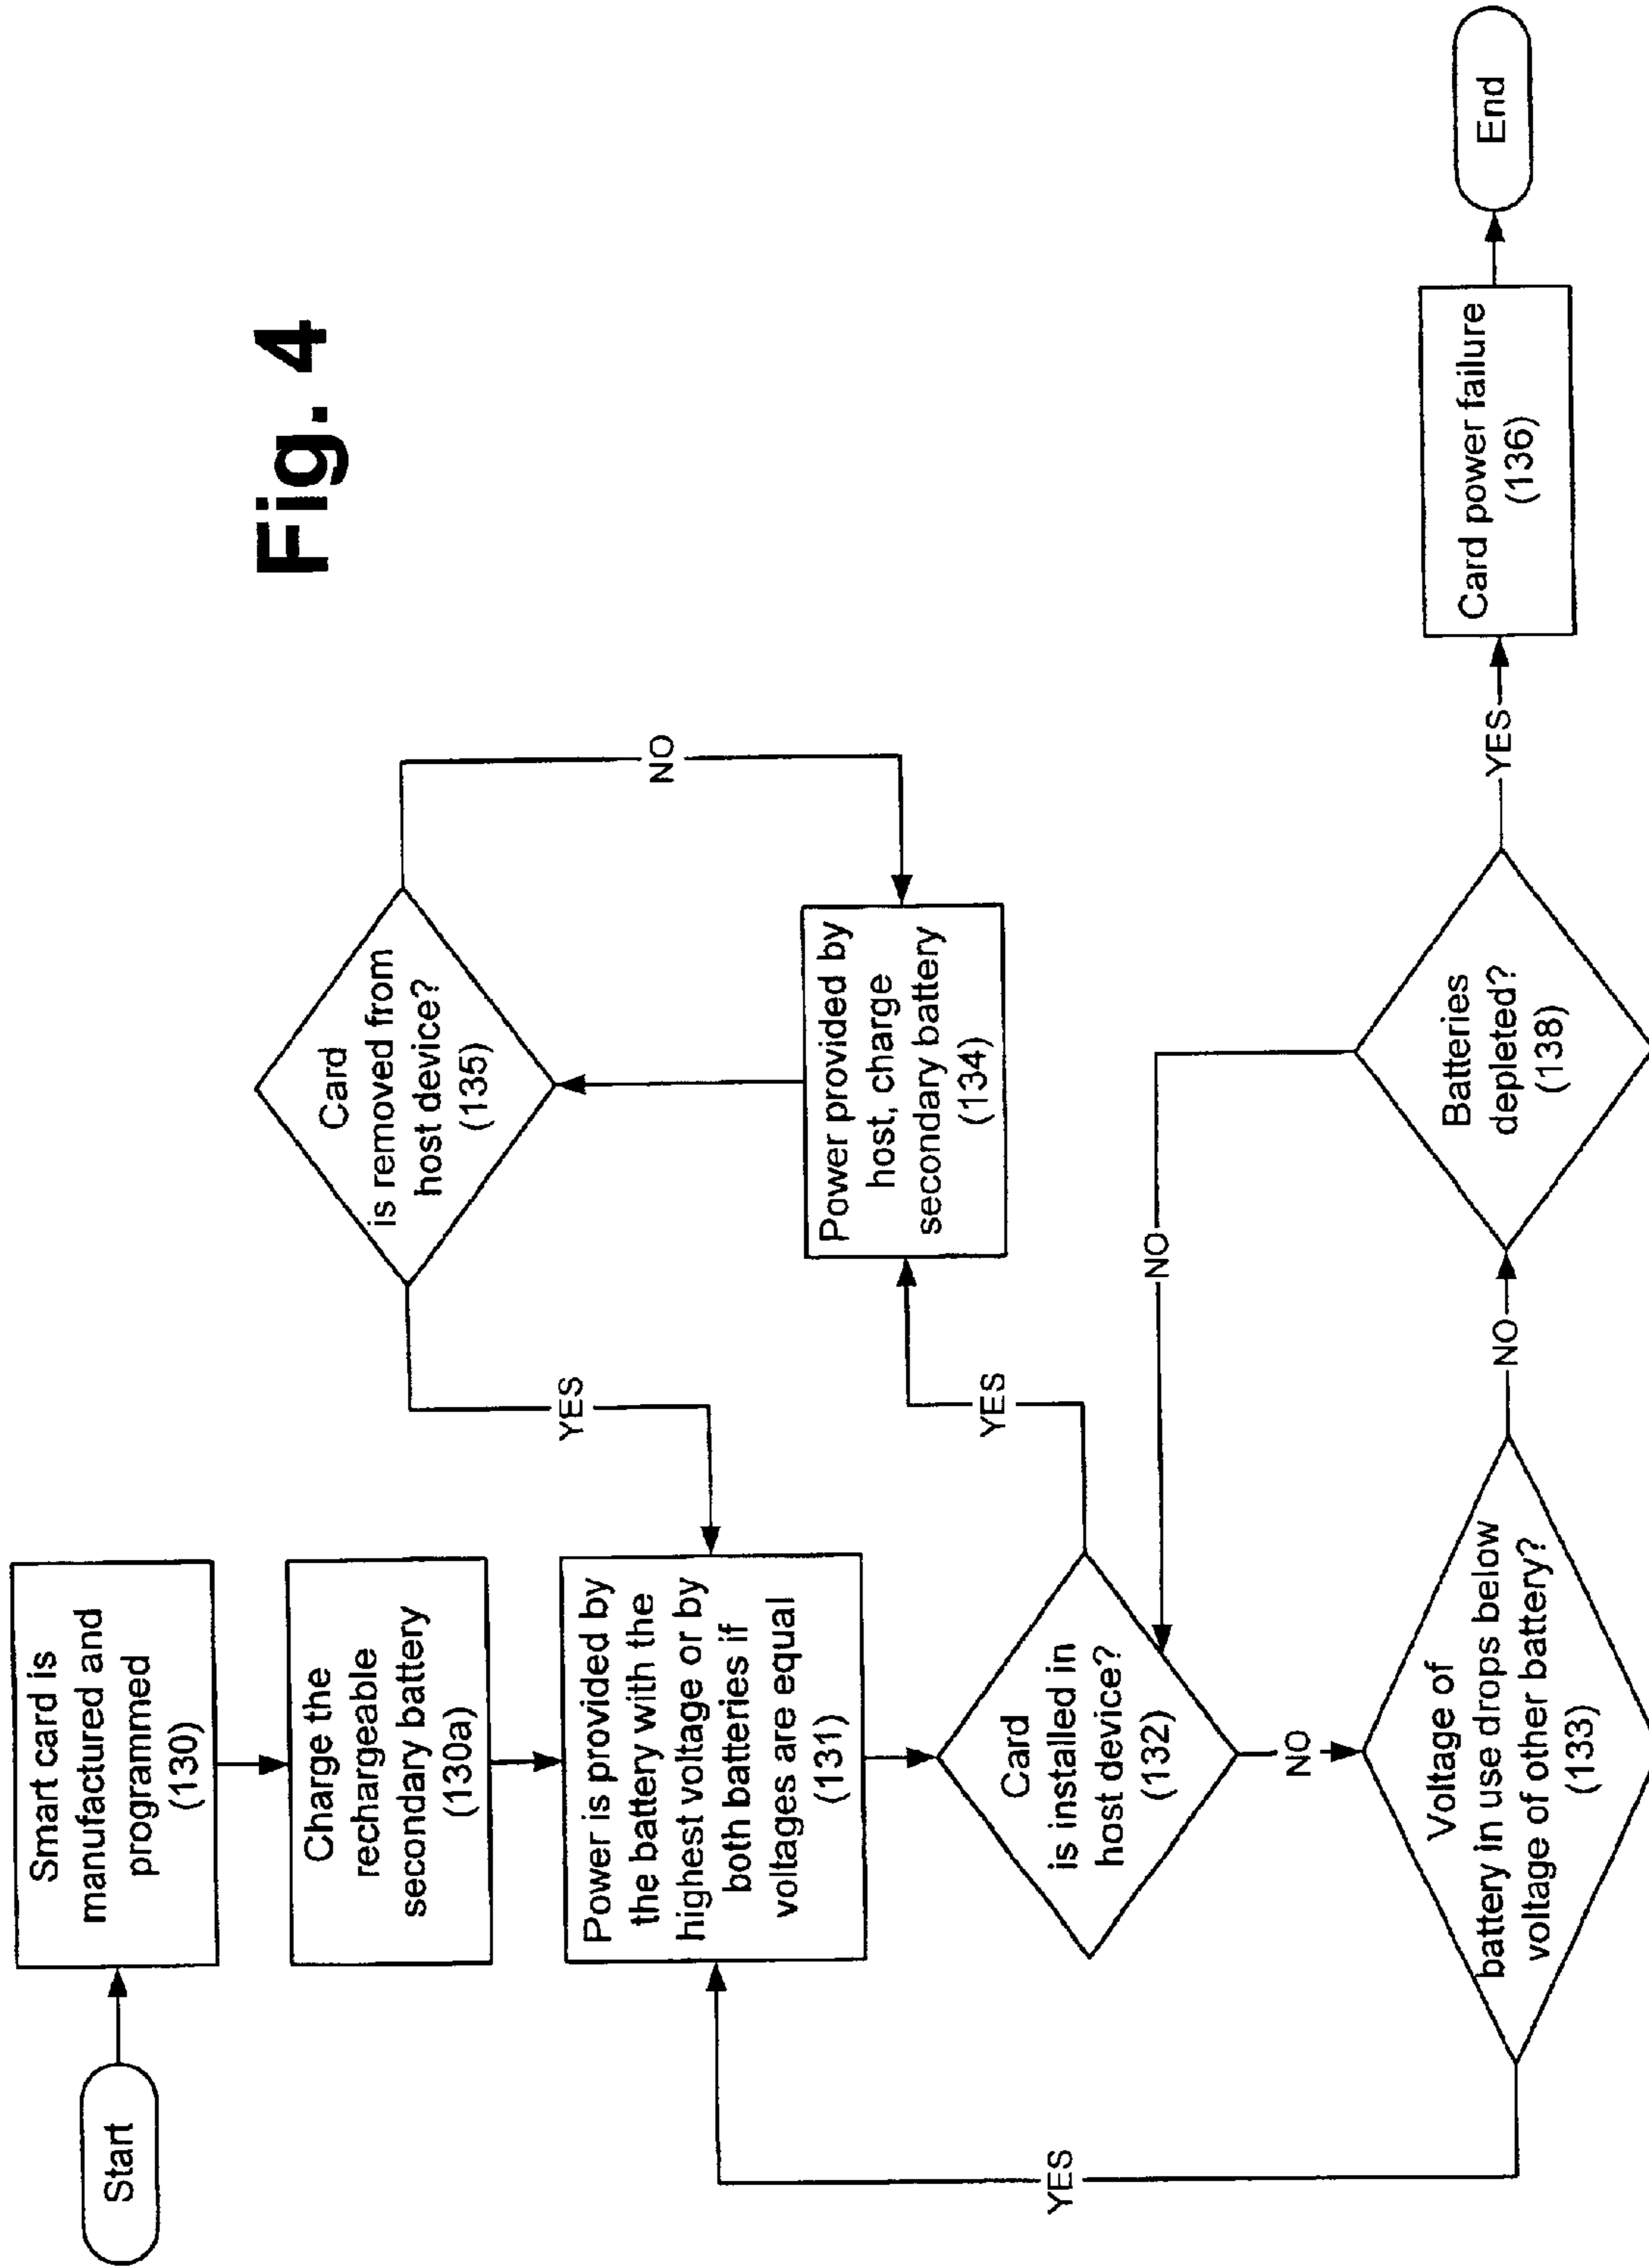 Fig. 4
Start
Smart card is
manufactured and
programmed
(130)
Charge the
rechargeable
secondary battery
(130a)
Power is provided by
the battery with the
highest voltage or by
both batteries if
voltages are equal
(131)
Card
is installed in
host device?
(132)
YES
NO
Power provided by
host, charge
secondary battery
(134)
Card
is removed from
host device?
(135)
YES
NO
Voltage of
battery in use drops below
voltage of other battery?
(133)
YES
NO
Batteries
depleted?
(138)
NO
YES
Card power failure
(136)
End